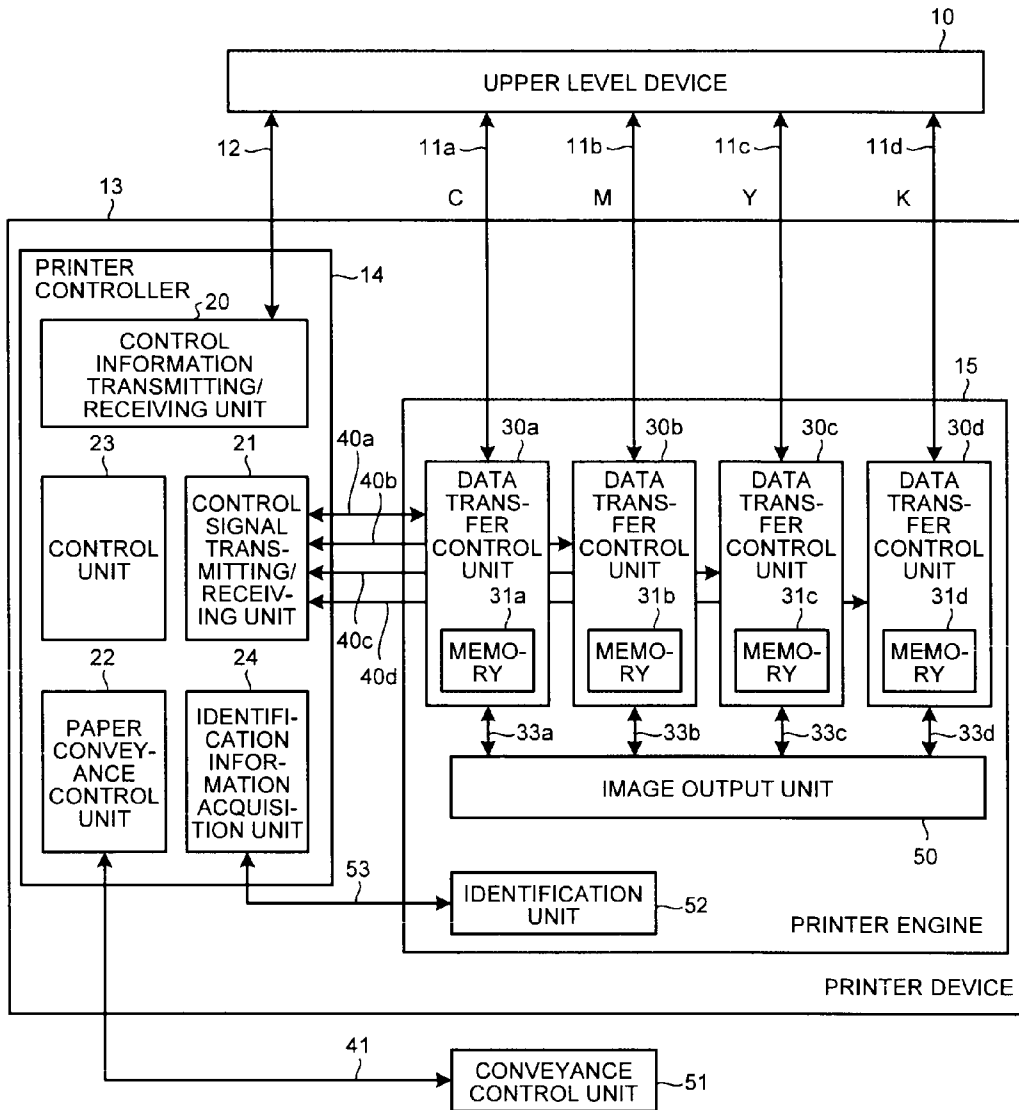 10
UPPER LEVEL DEVICE
12
11a
11b
11c
11d
13
C
M
Y
K
PRINTER
CONTROLLER
14
20
CONTROL
INFORMATION
TRANSMITTING/
RECEIVING UNIT
15
23
21
40a
40b
30a
30b
30c
30d
CONTROL
UNIT
CONTROL
SIGNAL
TRANS-
MITTING/
RECEIV-
ING UNIT
DATA
TRANS-
FER
CONTROL
UNIT
DATA
TRANS-
FER
CONTROL
UNIT
DATA
TRANS-
FER
CONTROL
UNIT
DATA
TRANS-
FER
CONTROL
UNIT
40c
40d
31a
31b
31c
31d
MEMO-
RY
MEMO-
RY
MEMO-
RY
MEMO-
RY
22
24
PAPER
CONVEY-
ANCE
CONTROL
UNIT
IDENTIFI-
CATION
INFOR-
MATION
ACQUISI-
TION UNIT
33a
33b
33c
33d
IMAGE OUTPUT UNIT
50
53
IDENTIFICATION
UNIT
52
PRINTER ENGINE
PRINTER DEVICE
41
CONVEYANCE
CONTROL UNIT
51